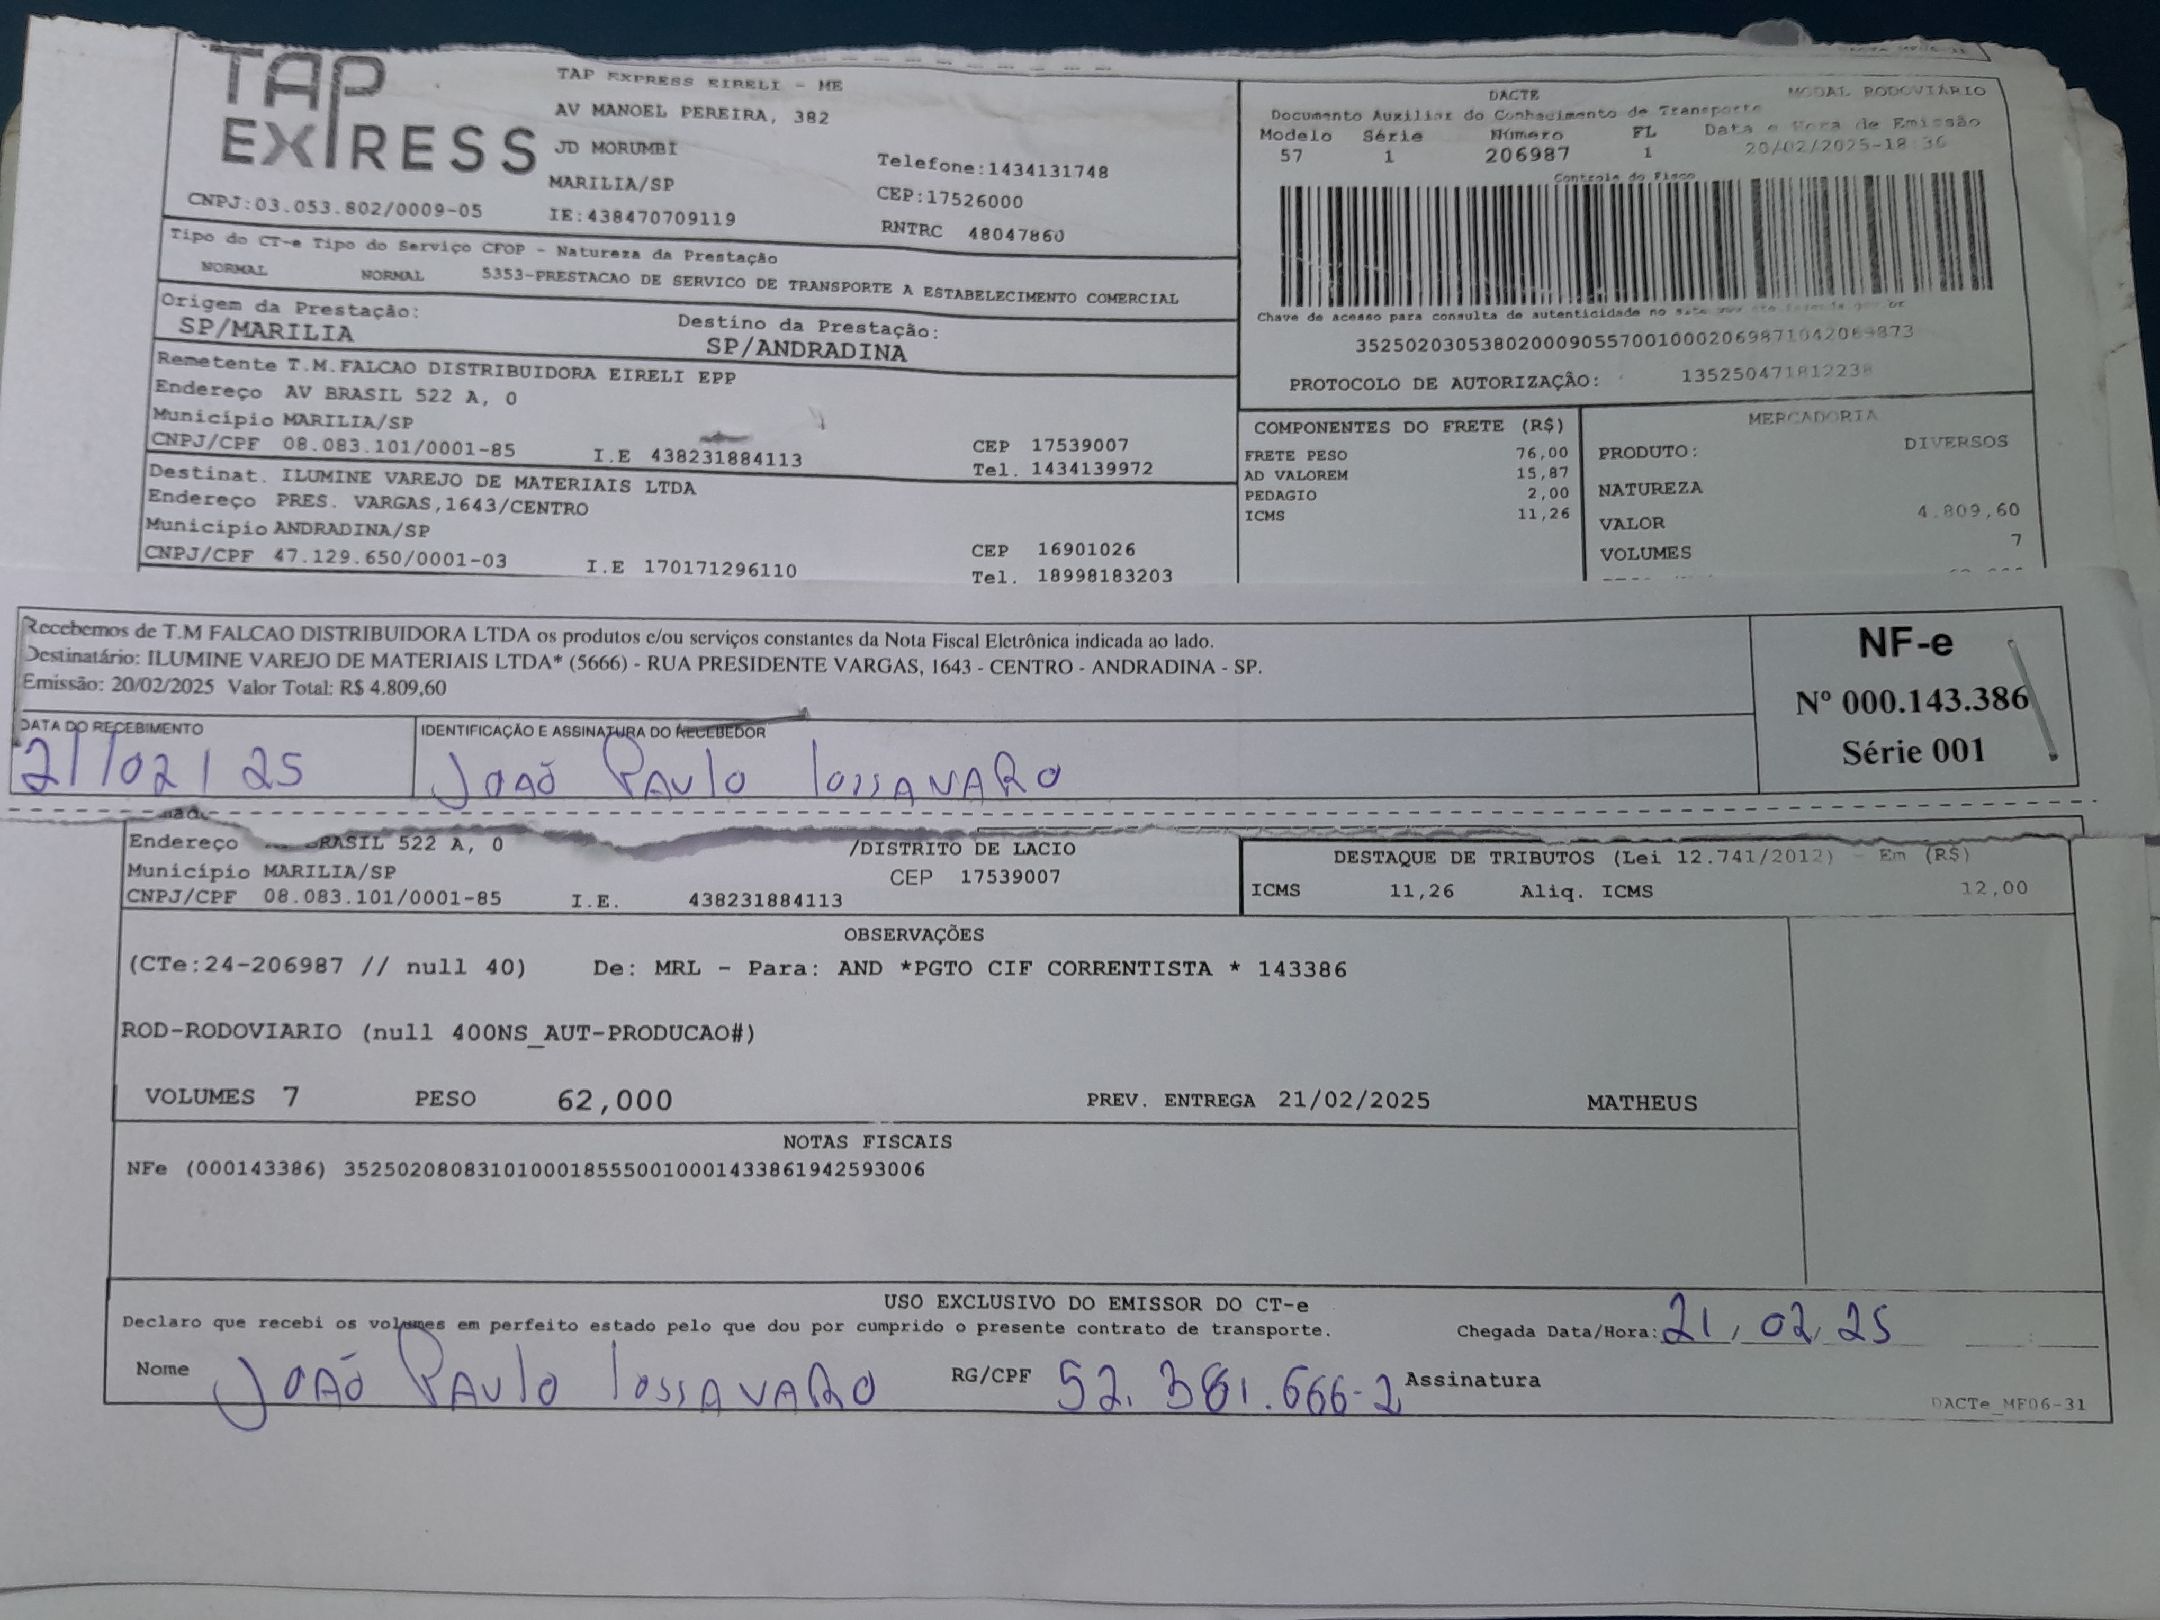 TAP EXPRESS
TAP EXPRESS EIRELI - ME
AV MANOEL PEREIRA, 382
JD MORUMBI
MARILIA/SP
Telefone:1434131748
CEP:17526000
CNPJ:03.053.802/0009-05 IE:438470709119 RNTRC 48047860
DACTE MODAL RODOVIÁRIO
Documento Auxiliar do Conhecimento de Transporte
Modelo Série Número FL Data e Hora de Emissão
57 1 206987 1 20/02/2025-18:36
Controle do Fisco
Chave de acesso para consulta de autenticidade no site www.cte.fazenda.gov.br
35250203053802000905570010002069871042069873
PROTOCOLO DE AUTORIZAÇÃO: 135250471812238
Tipo do CT-e Tipo do Serviço CFOP - Natureza da Prestação
NORMAL NORMAL 5353-PRESTACAO DE SERVICO DE TRANSPORTE A ESTABELECIMENTO COMERCIAL
Origem da Prestação: Destino da Prestação:
SP/MARILIA SP/ANDRADINA
Remetente T.M.FALCAO DISTRIBUIDORA EIRELI EPP
Endereço AV BRASIL 522 A, 0
Município MARILIA/SP CEP 17539007
CNPJ/CPF 08.083.101/0001-85 I.E 438231884113 Tel. 1434139972
Destinat. ILUMINE VAREJO DE MATERIAIS LTDA
Endereço PRES. VARGAS,1643/CENTRO
Município ANDRADINA/SP CEP 16901026
CNPJ/CPF 47.129.650/0001-03 I.E 170171296110 Tel. 18998183203
COMPONENTES DO FRETE (R$)
FRETE PESO 76,00
AD VALOREM 15,87
PEDAGIO 2,00
ICMS 11,26
MERCADORIA
PRODUTO: DIVERSOS
NATUREZA
VALOR 4.809,60
VOLUMES 7
Recebemos de T.M FALCAO DISTRIBUIDORA LTDA os produtos e/ou serviços constantes da Nota Fiscal Eletrônica indicada ao lado.
Destinatário: ILUMINE VAREJO DE MATERIAIS LTDA* (5666) - RUA PRESIDENTE VARGAS, 1643 - CENTRO - ANDRADINA - SP.
Emissão: 20/02/2025 Valor Total: R$ 4.809,60
NF-e
Nº 000.143.386
Série 001
DATA DO RECEBIMENTO IDENTIFICAÇÃO E ASSINATURA DO RECEBEDOR
21/02/25 João Paulo Lossavaro
Endereço BRASIL 522 A, 0 /DISTRITO DE LACIO
Município MARILIA/SP CEP 17539007
CNPJ/CPF 08.083.101/0001-85 I.E. 438231884113
DESTAQUE DE TRIBUTOS (Lei 12.741/2012) - Em (R$)
ICMS 11,26 Aliq. ICMS 12,00
OBSERVAÇÕES
(CTe:24-206987 // null 40) De: MRL - Para: AND *PGTO CIF CORRENTISTA * 143386
ROD-RODOVIARIO (null 400NS_AUT-PRODUCAO#)
VOLUMES 7 PESO 62,000 PREV. ENTREGA 21/02/2025 MATHEUS
NOTAS FISCAIS
NFe (000143386) 35250208083101000185550010001433861942593006
USO EXCLUSIVO DO EMISSOR DO CT-e
Declaro que recebi os volumes em perfeito estado pelo que dou por cumprido o presente contrato de transporte. Chegada Data/Hora: 21/02/25
Nome João Paulo Lossavaro RG/CPF 52.381.666-2 Assinatura
DACTe_MF06-31